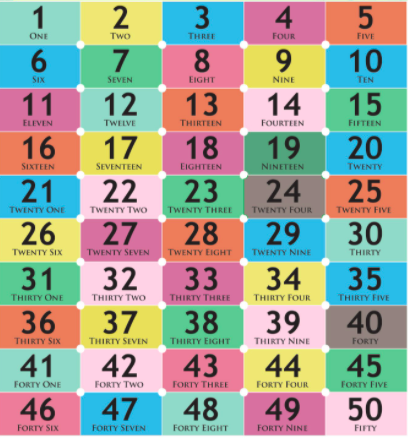 1 2 3 4 5
ONE TWO THREE FOUR FIVE
6 7 8 9 10
SIX SEVEN EIGHT NINE TEN
11 12 13 14 15
ELEVEN TWELVE THIRTEEN FOURTEEN FIFTEEN
16 17 18 19 20
SIXTEEN SEVENTEEN EIGHTEEN NINETEEN TWENTY
21 22 23 24 25
TWENTY ONE TWENTY TWO TWENTY THREE TWENTY FOUR TWENTY FIVE
26 27 28 29 30
TWENTY SIX TWENTY SEVEN TWENTY EIGHT TWENTY NINE THIRTY
31 32 33 34 35
THIRTY ONE THIRTY TWO THIRTY THREE THIRTY FOUR THIRTY FIVE
36 37 38 39 40
THIRTY SIX THIRTY SEVEN THIRTY EIGHT THIRTY NINE FORTY
41 42 43 44 45
FORTY ONE FORTY TWO FORTY THREE FORTY FOUR FORTY FIVE
46 47 48 49 50
FORTY SIX FORTY SEVEN FORTY EIGHT FORTY NINE FIFTY